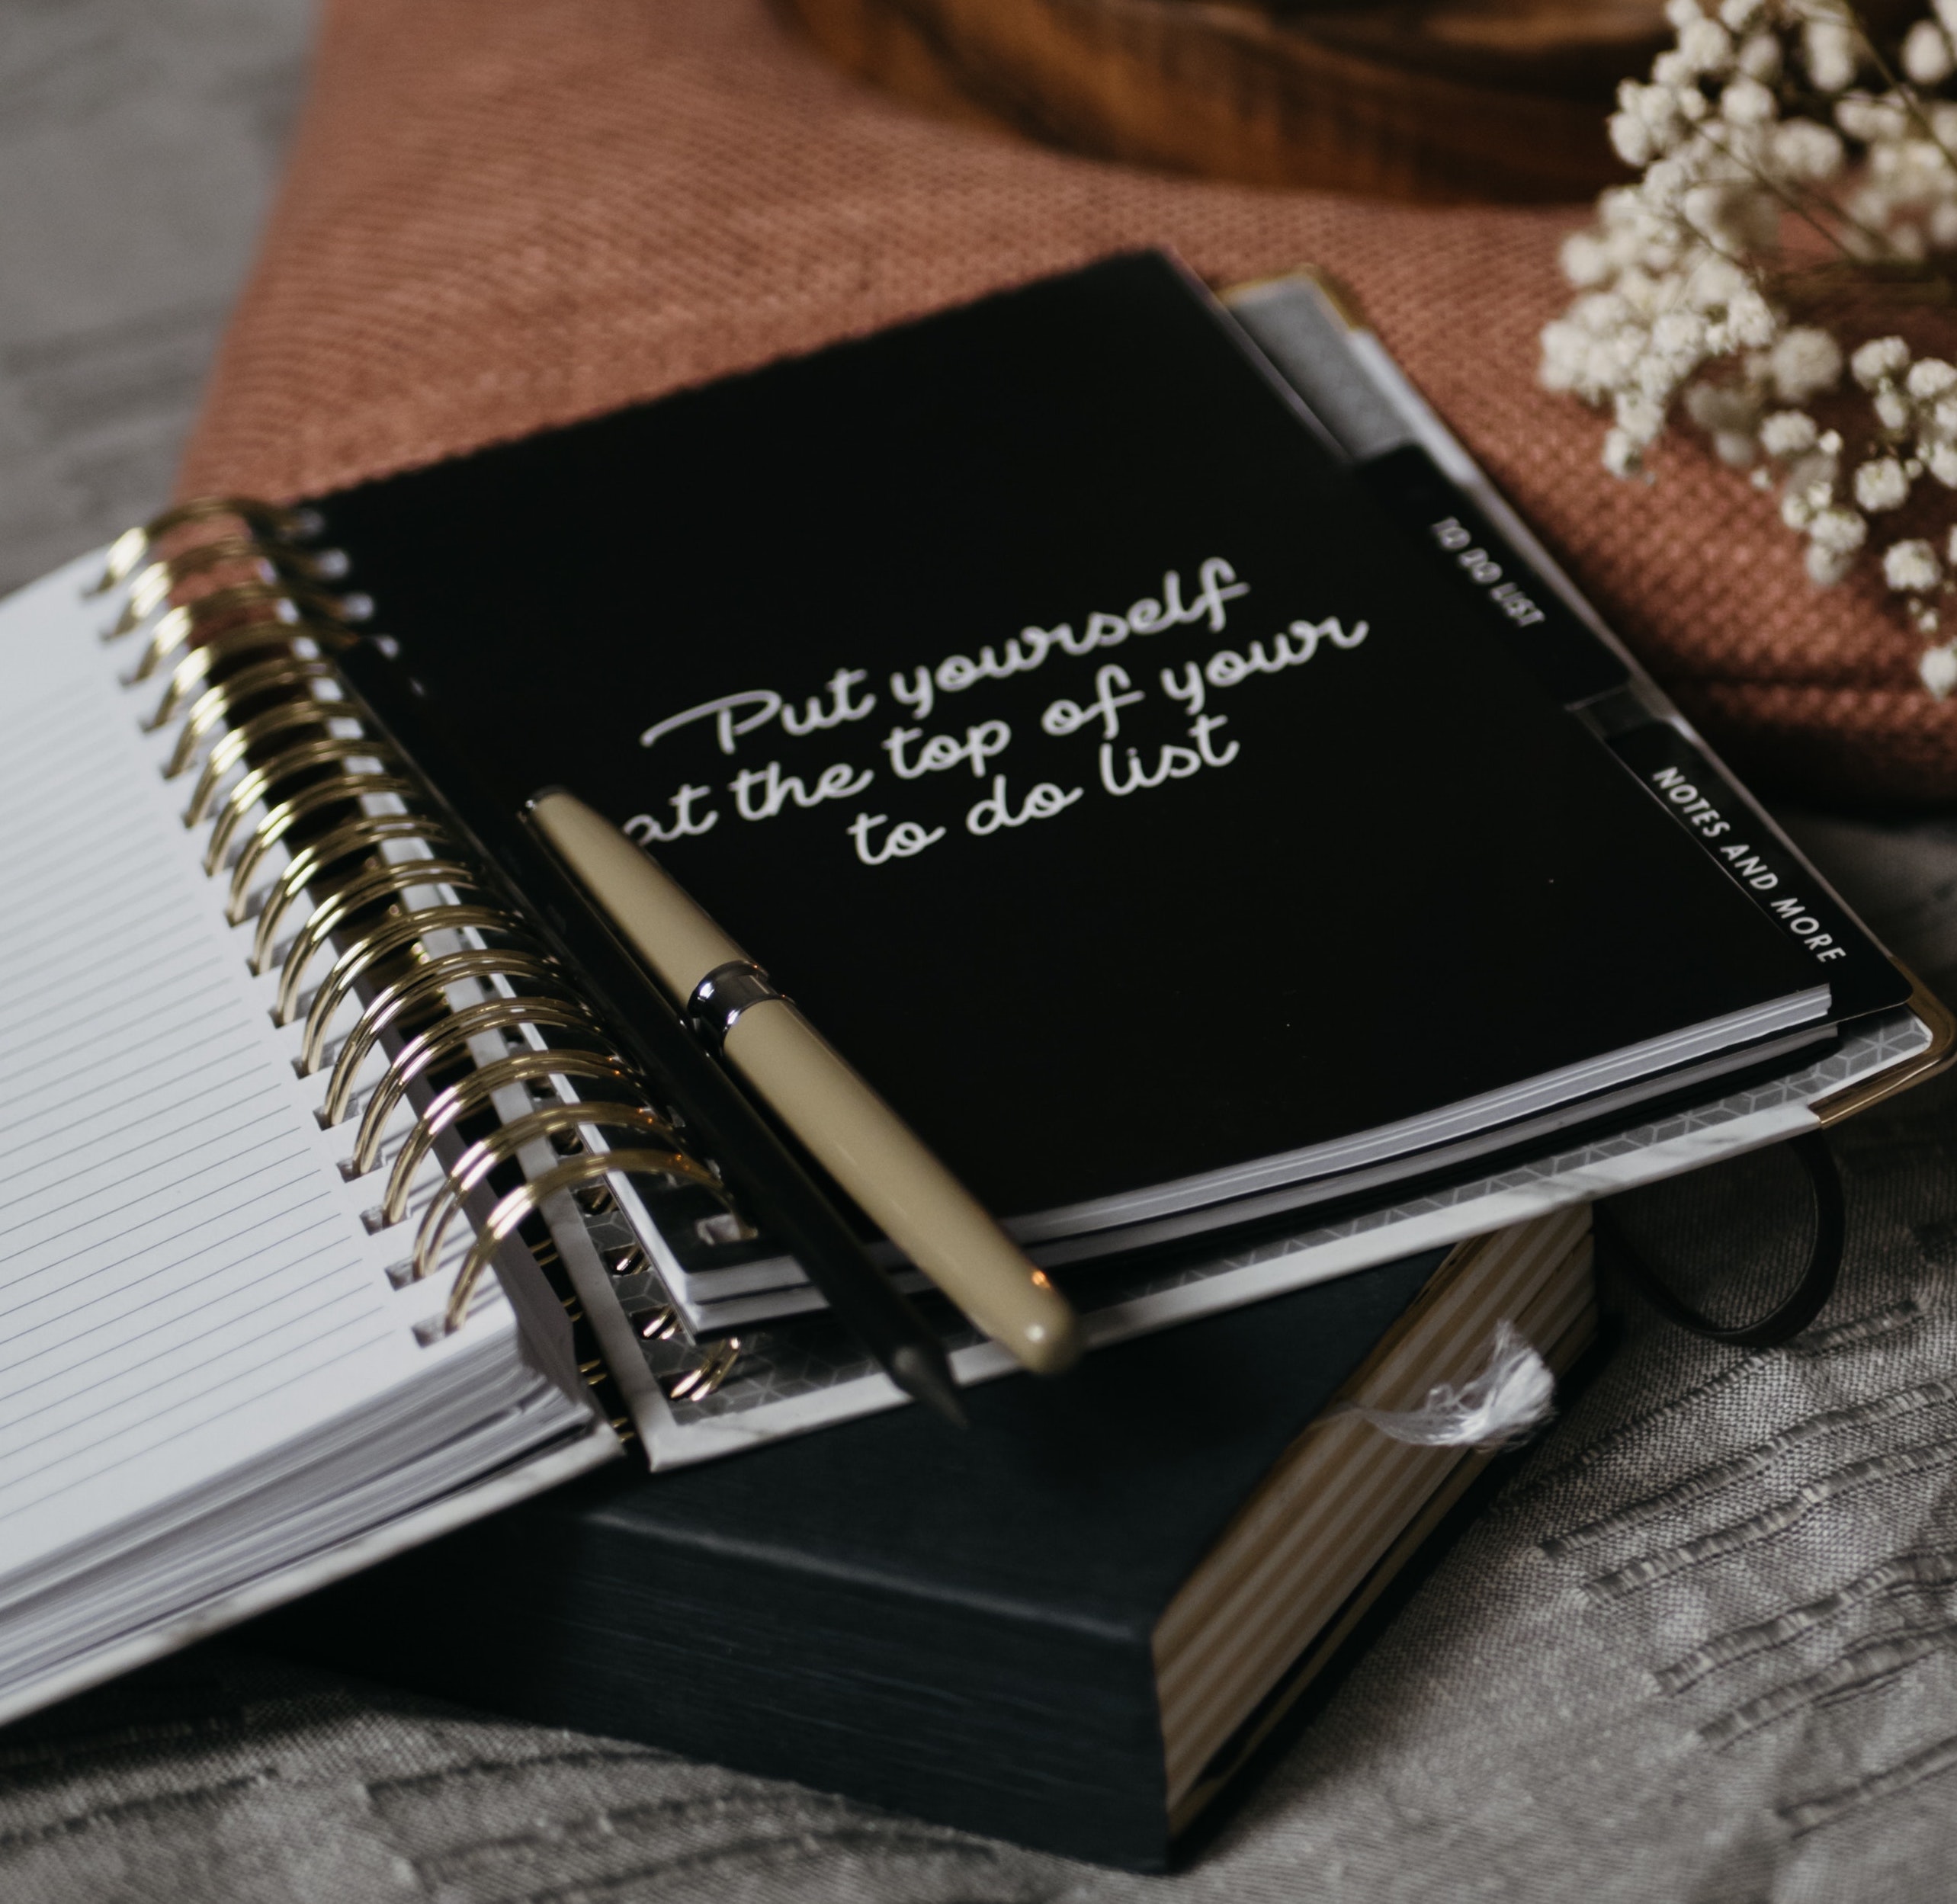 Put yourself
at the top of your
to do list
TO DO LIST
NOTES AND MORE